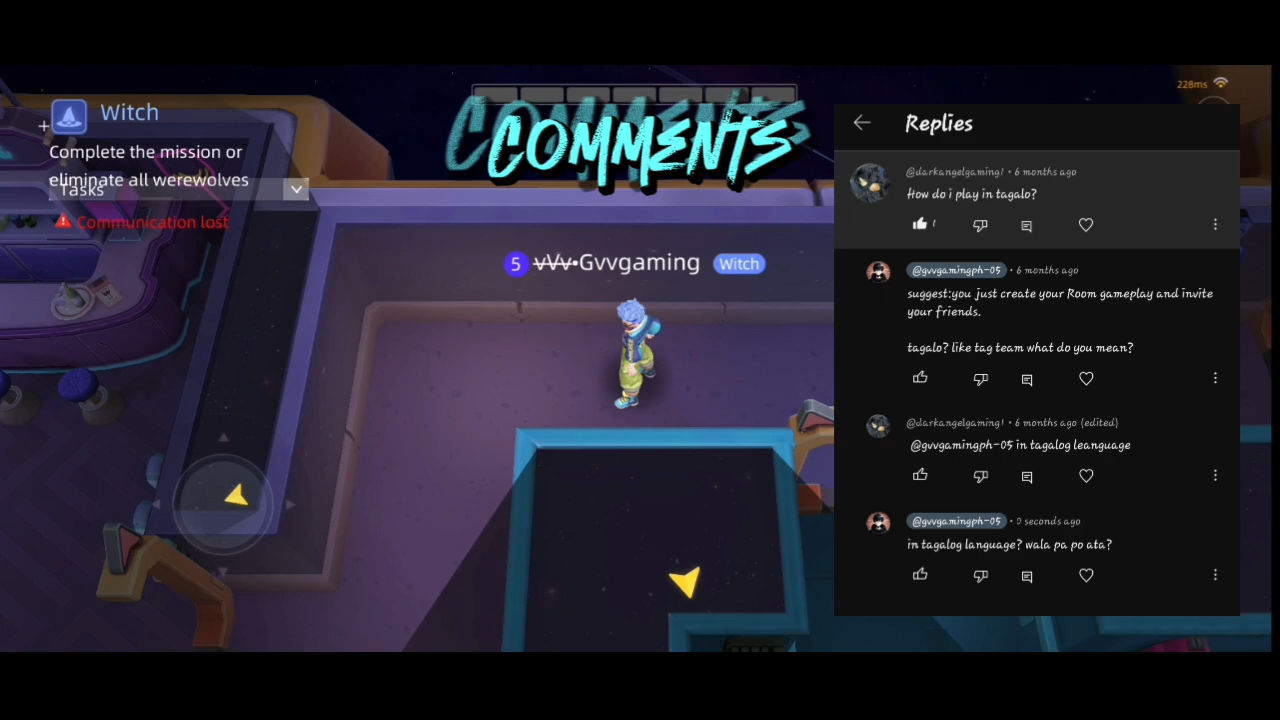 Witch
Complete the mission or
eliminate all werewolves
Tasks
Communication lost
COMMENTS
228ms
5 vVv•Gvvgaming Witch
Replies
@darkangelgaming1 • 6 months ago
How do i play in tagalo?
1
@gvvgamingph-05 • 6 months ago
suggest:you just create your Room gameplay and invite
your friends.
tagalo? like tag team what do you mean?
@darkangelgaming1 • 6 months ago (edited)
@gvvgamingph-05 in tagalog leanguage
@gvvgamingph-05 • 0 seconds ago
in tagalog language? wala pa po ata?